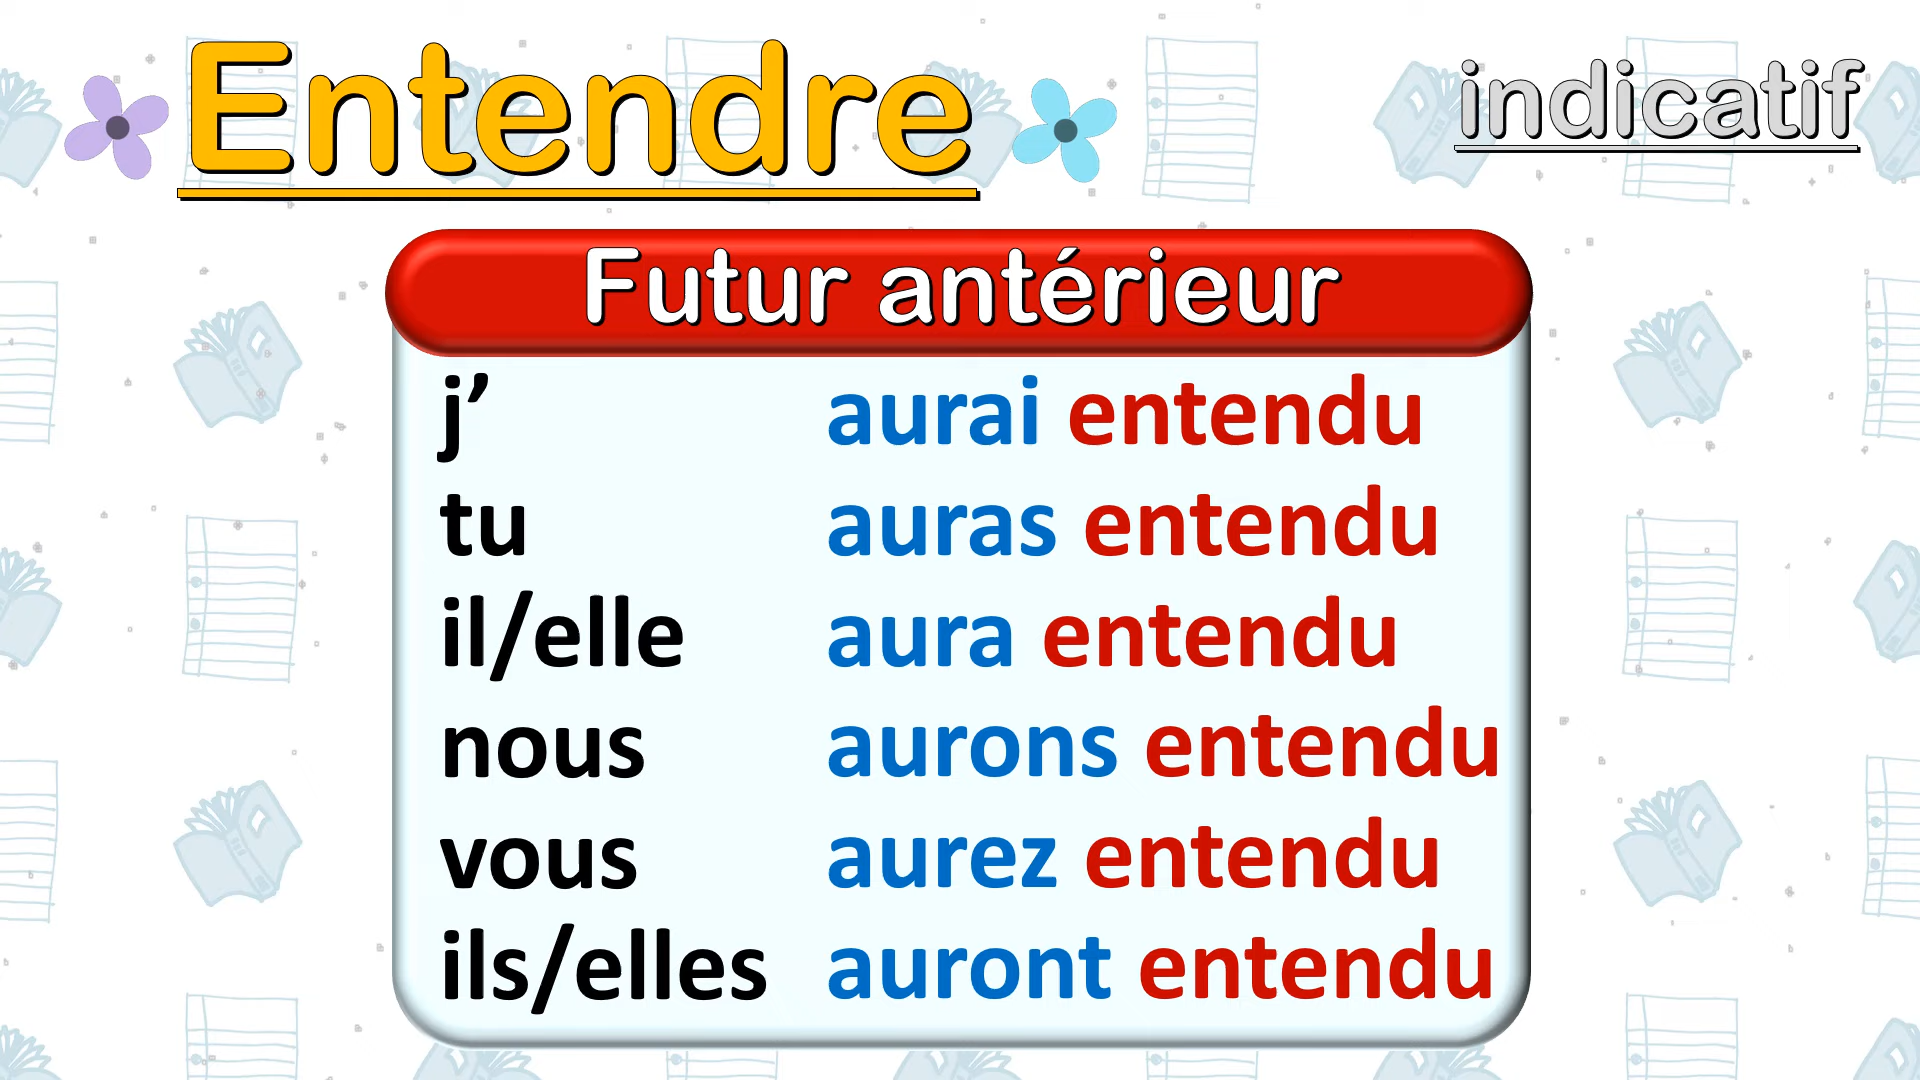 Entendre
indicatif
Futur antérieur
j’ aurai entendu
tu auras entendu
il/elle aura entendu
nous aurons entendu
vous aurez entendu
ils/elles auront entendu